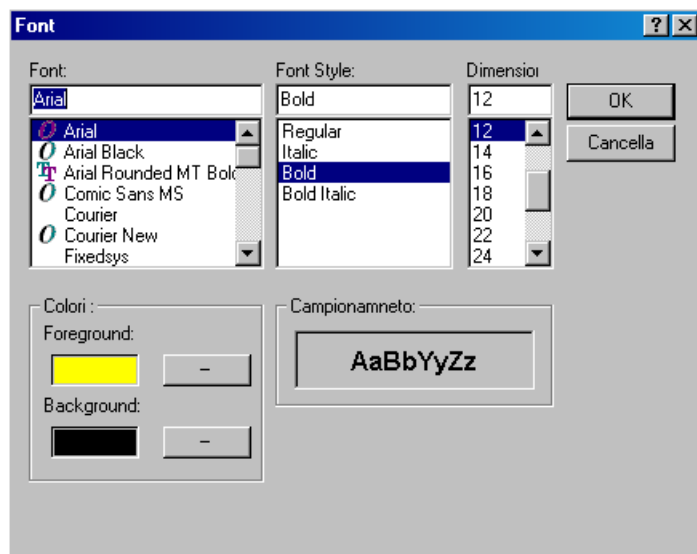 Font
Font:
Arial
Arial
Arial Black
Arial Rounded MT Bold
Comic Sans MS
Courier
Courier New
Fixedsys
Font Style:
Bold
Regular
Italic
Bold
Bold Italic
Dimension
12
12
14
16
18
20
22
24
OK
Cancella
Colori :
Foreground:
–
Background:
–
Campionamneto:
AaBbYyZz